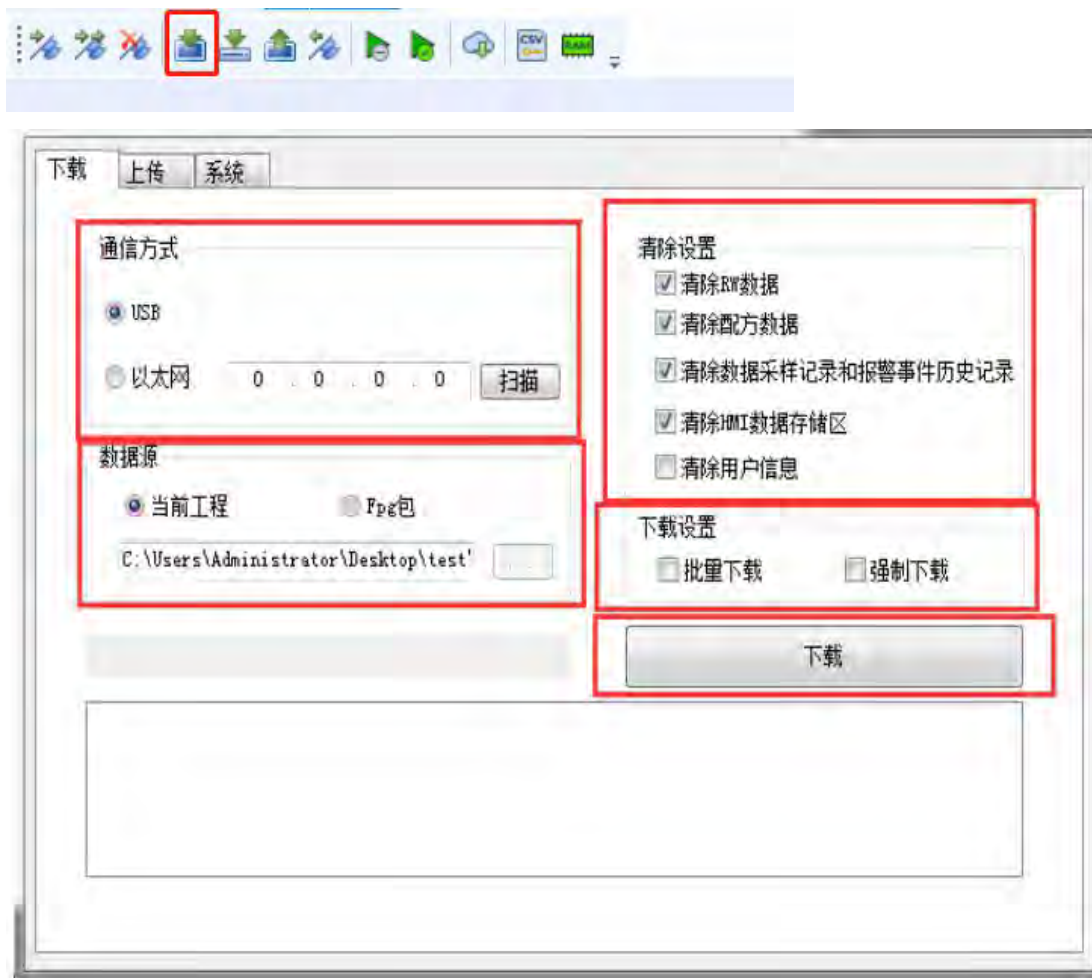 CSV
RAM
下载 上传 系统
通信方式
USB
以太网 0 . 0 . 0 . 0 扫描
数据源
当前工程 Fpg包
C:\Users\Administrator\Desktop\test'
...
清除设置
清除RW数据
清除配方数据
清除数据采样记录和报警事件历史记录
清除HMI数据存储区
清除用户信息
下载设置
批量下载 强制下载
下载